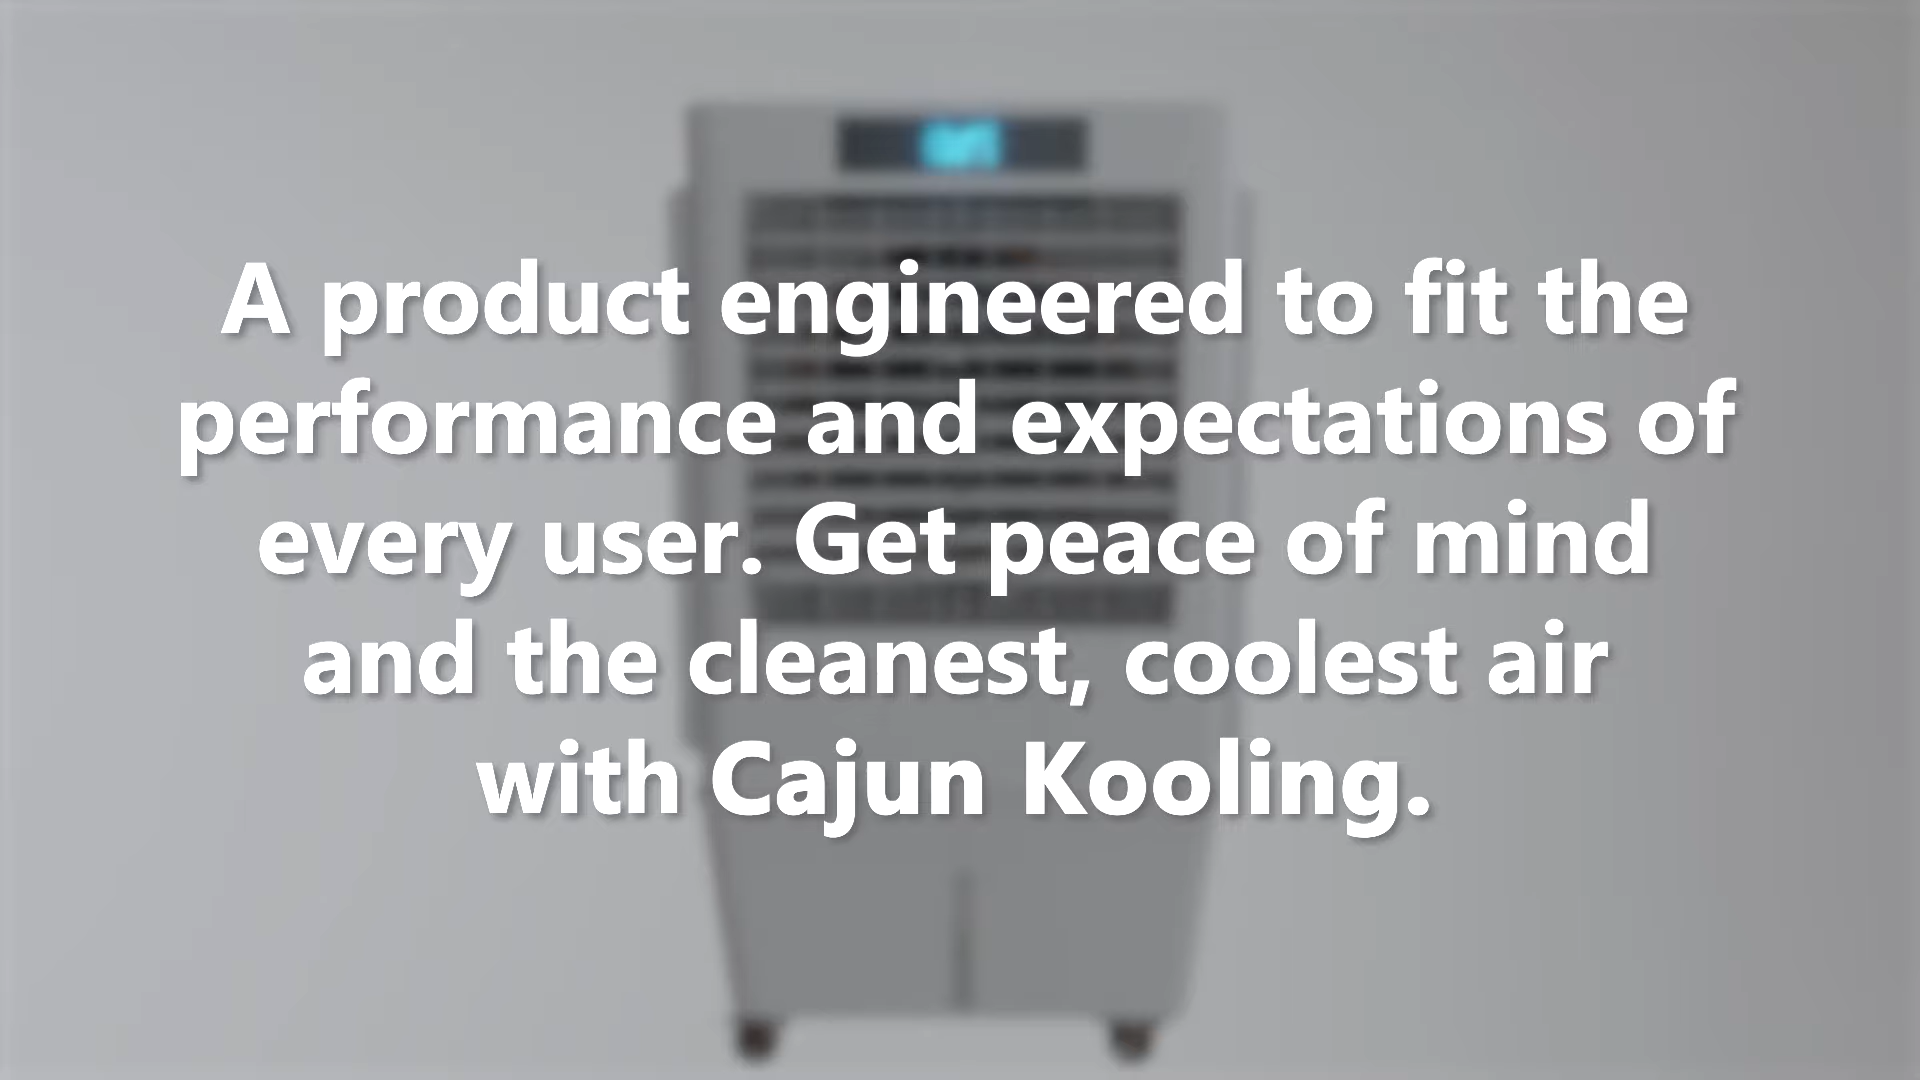 A product engineered to fit the
performance and expectations of
every user. Get peace of mind
and the cleanest, coolest air
with Cajun Kooling.